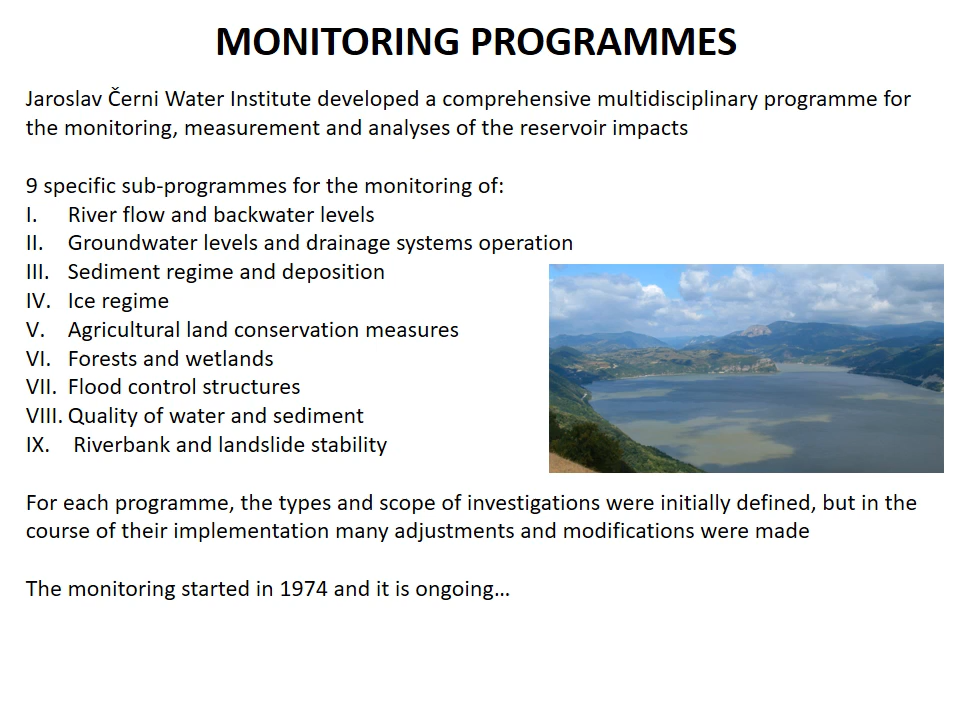 MONITORING PROGRAMMES
Jaroslav Černi Water Institute developed a comprehensive multidisciplinary programme for
the monitoring, measurement and analyses of the reservoir impacts
9 specific sub-programmes for the monitoring of:
I. River flow and backwater levels
II. Groundwater levels and drainage systems operation
III. Sediment regime and deposition
IV. Ice regime
V. Agricultural land conservation measures
VI. Forests and wetlands
VII. Flood control structures
VIII. Quality of water and sediment
IX. Riverbank and landslide stability
For each programme, the types and scope of investigations were initially defined, but in the
course of their implementation many adjustments and modifications were made
The monitoring started in 1974 and it is ongoing…